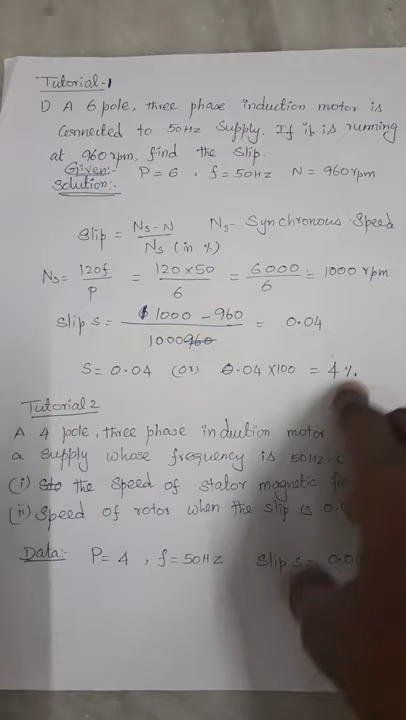 Tutorial-1
1) A 6 pole, three phase induction motor is
Connected to 50Hz Supply. If it is running
at 960rpm, find the slip.
Given:- P=6, f=50Hz N=960rpm
Solution:-
Slip = Ns-N / Ns (in %) Ns- Synchronous Speed
Ns= 120f / P = 120×50 / 6 = 6000 / 6 = 1000 rpm
Slip s = 1000-960 / 1000 = 0.04
S=0.04 (or) 0.04×100 = 4%.
Tutorial 2
A 4 pole, three phase induction motor
a supply whose frequency is 50Hz.
(i) the speed of stator magnetic
(ii) Speed of rotor when the slip is
Data:- P=4, f=50Hz Slip s=